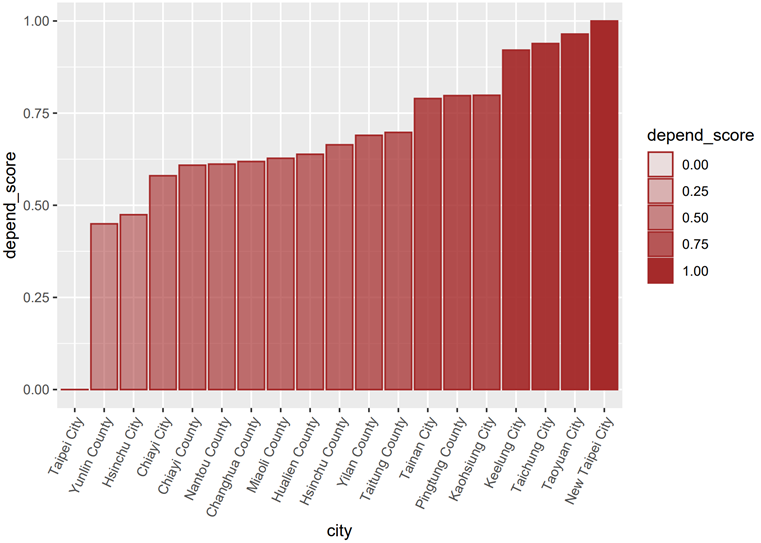 1.00
0.75
0.50
0.25
0.00
depend_score
Taipei City
Yunlin County
Hsinchu City
Chiayi City
Chiayi County
Nantou County
Changhua County
Miaoli County
Hualien County
Hsinchu County
Yilan County
Taitung County
Tainan City
Pingtung County
Kaohsiung City
Keelung City
Taichung City
Taoyuan City
New Taipei City
city
depend_score
0.00
0.25
0.50
0.75
1.00